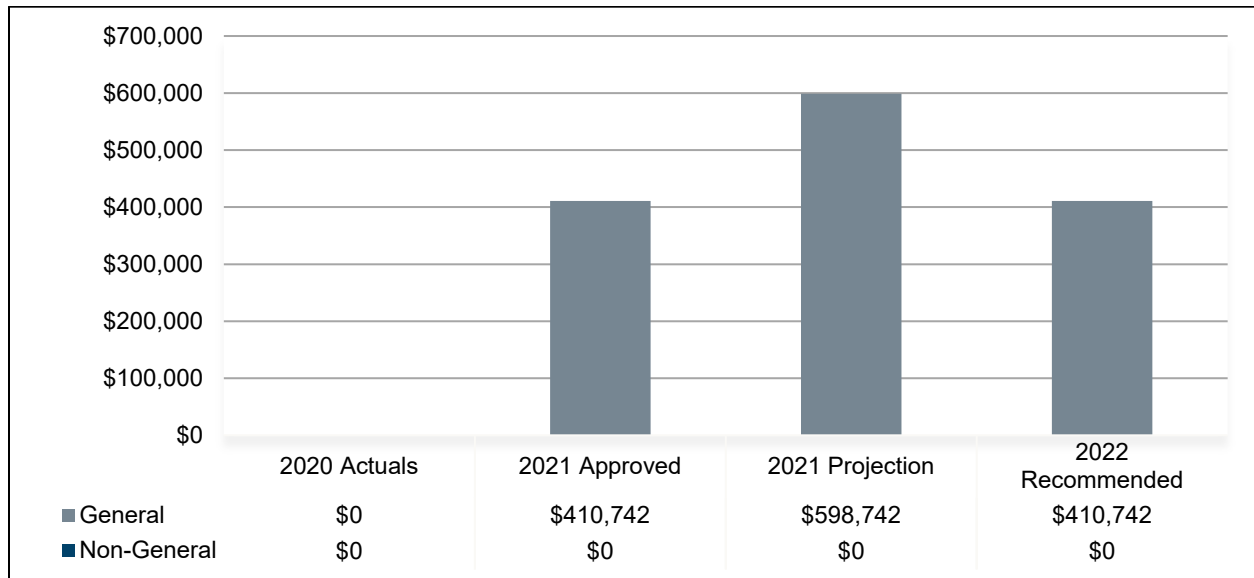 $700,000
$600,000
$500,000
$400,000
$300,000
$200,000
$100,000
$0
2020 Actuals 2021 Approved 2021 Projection 2022
Recommended
General $0 $410,742 $598,742 $410,742
Non-General $0 $0 $0 $0